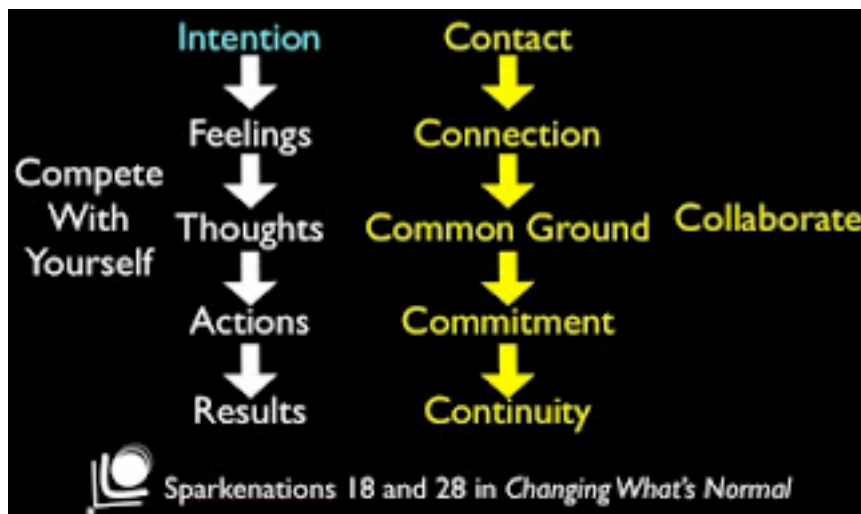 Intention
Feelings
Compete
With
Yourself
Thoughts
Actions
Results
Contact
Connection
Common Ground
Commitment
Continuity
Collaborate
Sparkenations 18 and 28 in Changing What's Normal